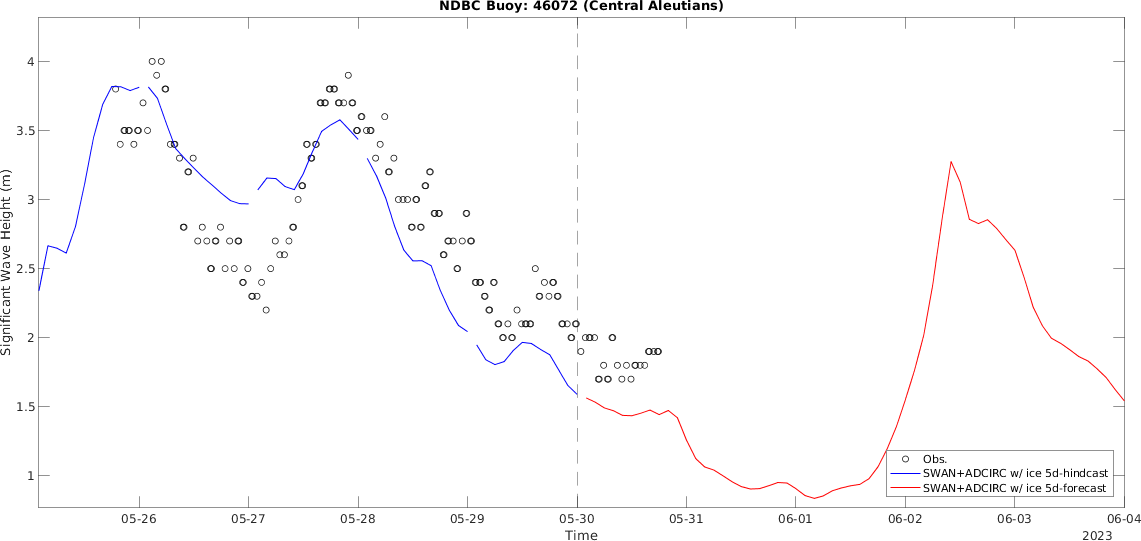 NDBC Buoy: 46072 (Central Aleutians)
Significant Wave Height (m)
4
3.5
3
2.5
2
1.5
1
Obs.
SWAN+ADCIRC w/ ice 5d-hindcast
SWAN+ADCIRC w/ ice 5d-forecast
05-26 05-27 05-28 05-29 05-30 05-31 06-01 06-02 06-03 06-04
Time 2023